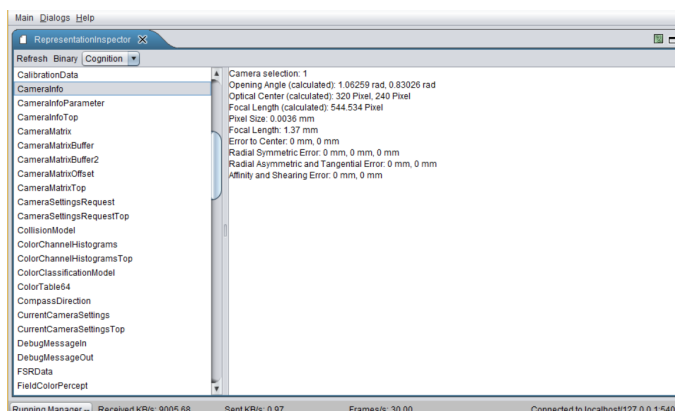 Main Dialogs Help
RepresentationInspector
Refresh Binary Cognition
CalibrationData
CameraInfo
CameraInfoParameter
CameraInfoTop
CameraMatrix
CameraMatrixBuffer
CameraMatrixBuffer2
CameraMatrixOffset
CameraMatrixTop
CameraSettingsRequest
CameraSettingsRequestTop
CollisionModel
ColorChannelHistograms
ColorChannelHistogramsTop
ColorClassificationModel
ColorTable64
CompassDirection
CurrentCameraSettings
CurrentCameraSettingsTop
DebugMessageIn
DebugMessageOut
FSRData
FieldColorPercept
Camera selection: 1
Opening Angle (calculated): 1.06259 rad, 0.83026 rad
Optical Center (calculated): 320 Pixel, 240 Pixel
Focal Length (calculated): 544.534 Pixel
Pixel Size: 0.0036 mm
Focal Length: 1.37 mm
Error to Center: 0 mm, 0 mm
Radial Symmetric Error: 0 mm, 0 mm, 0 mm
Radial Asymmetric and Tangential Error: 0 mm, 0 mm
Affinity and Shearing Error: 0 mm, 0 mm
Running Manager -- Received KB/s: 9005.68 Sent KB/s: 0.97 Frames/s: 30.00 Connected to localhost/127.0.0.1:540